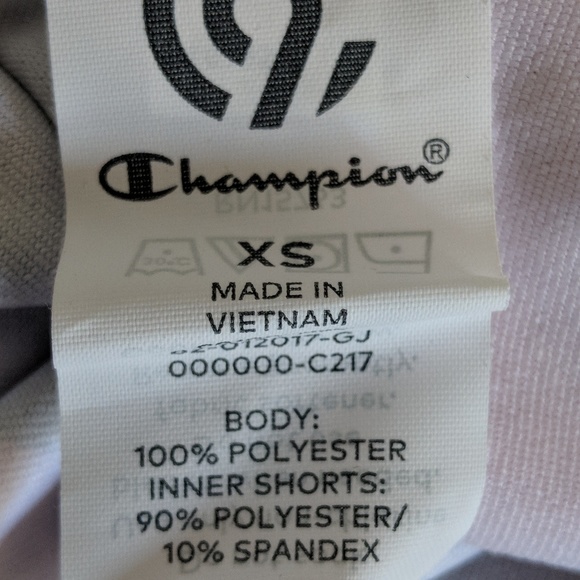 Champion®
XS
MADE IN
VIETNAM
000000-C217
BODY:
100% POLYESTER
INNER SHORTS:
90% POLYESTER/
10% SPANDEX